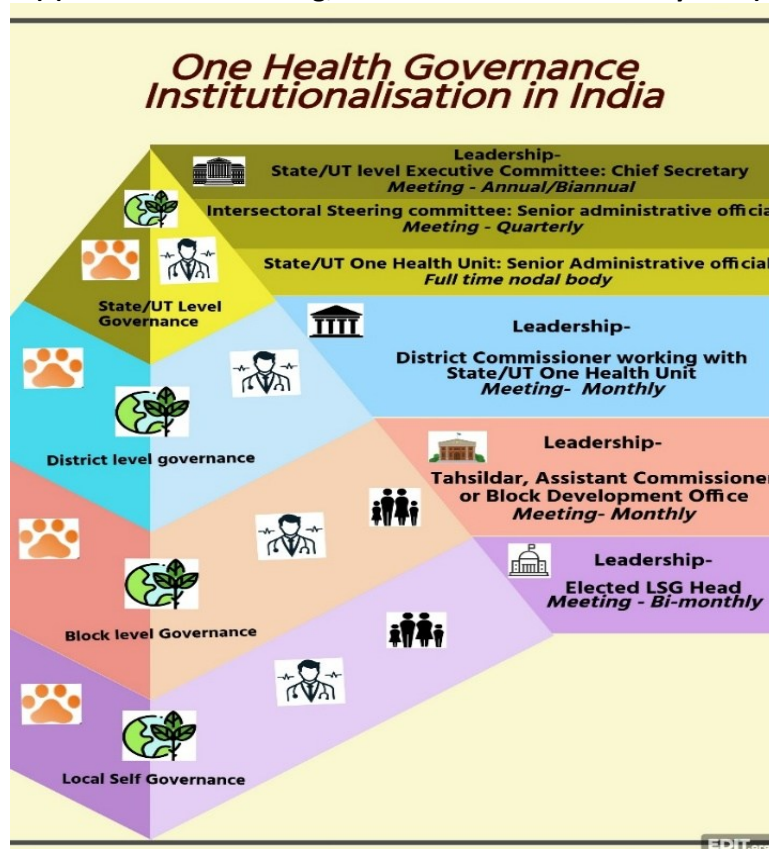 One Health Governance
Institutionalisation in India
Leadership-
State/UT level Executive Committee: Chief Secretary
Meeting - Annual/Biannual
Intersectoral Steering committee: Senior administrative officia
Meeting - Quarterly
State/UT One Health Unit: Senior Administrative official
Full time nodal body
State/UT Level
Governance
Leadership-
District Commissioner working with
State/UT One Health Unit
Meeting- Monthly
District level governance
Leadership-
Tahsildar, Assistant Commissione
or Block Development Office
Meeting- Monthly
Block level Governance
Leadership-
Elected LSG Head
Meeting - Bi-monthly
Local Self Governance